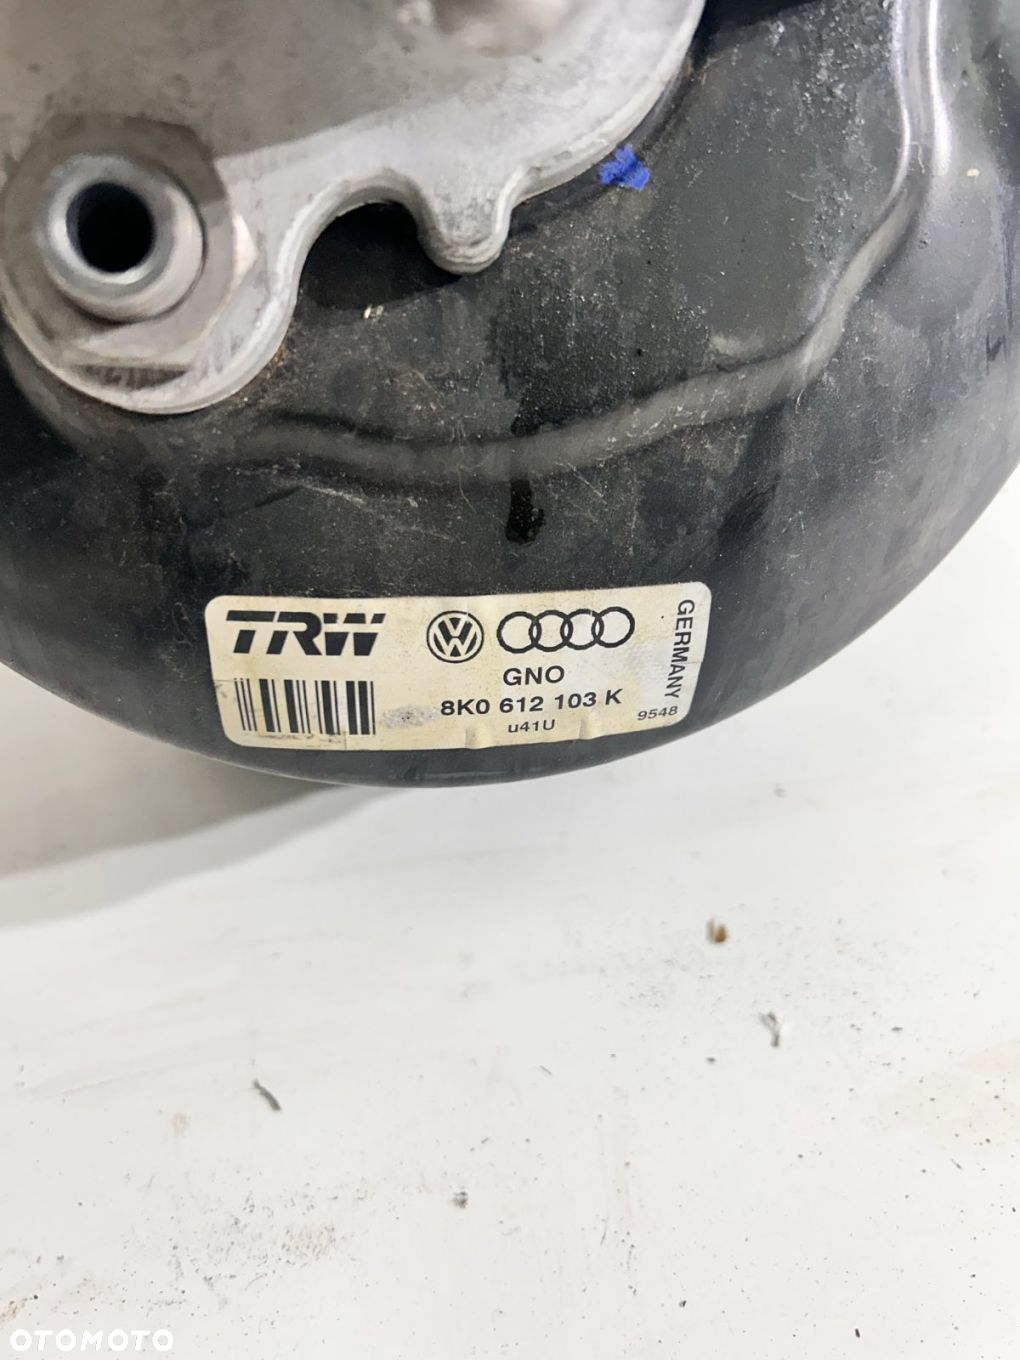 TRW
GNO
8K0 612 103 K
u41U
GERMANY
9548
OTOMOTO